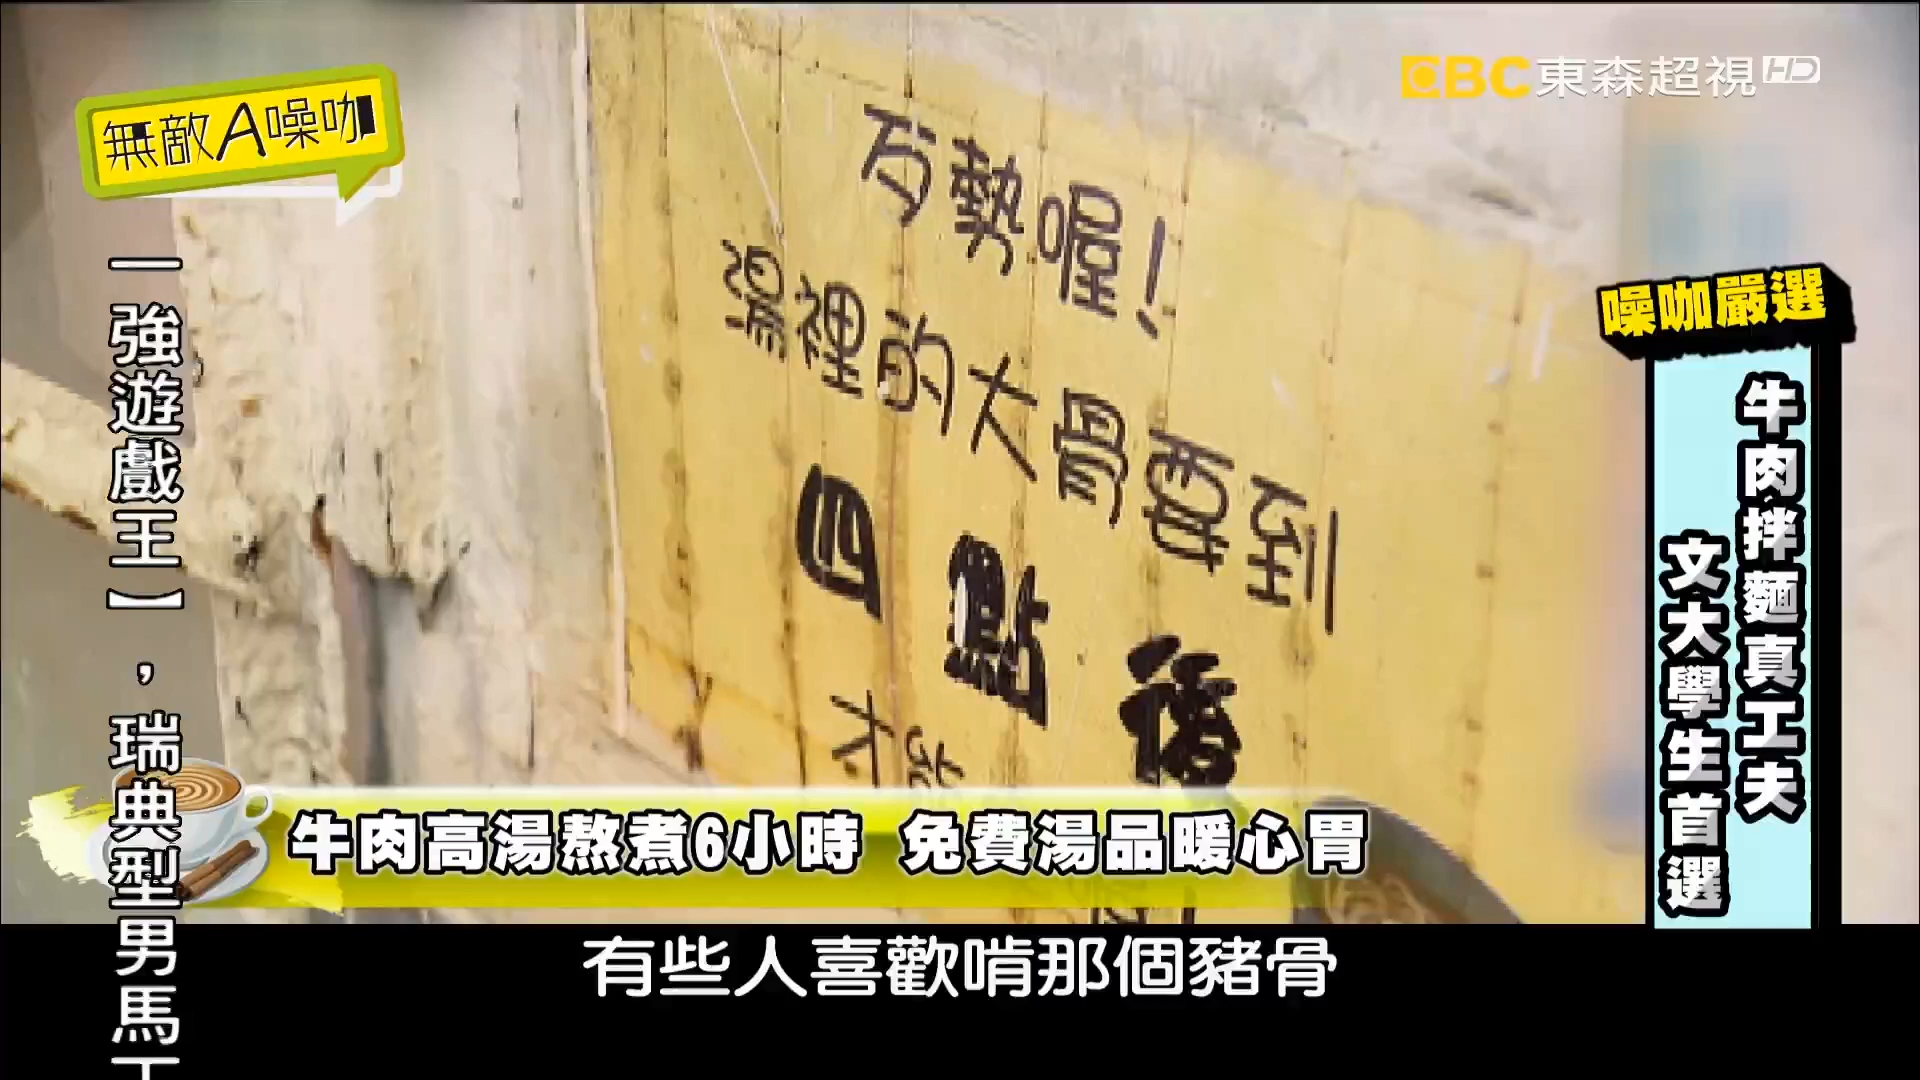 EBC東森超視HD
無敵A噪咖
歹勢喔！
湯裡的大骨要到
四點後
才能
噪咖嚴選
牛肉拌麵真工夫
文大學生首選
一強遊戲王】，瑞典型男馬
牛肉高湯熬煮6小時 免費湯品暖心胃
有些人喜歡啃那個豬骨